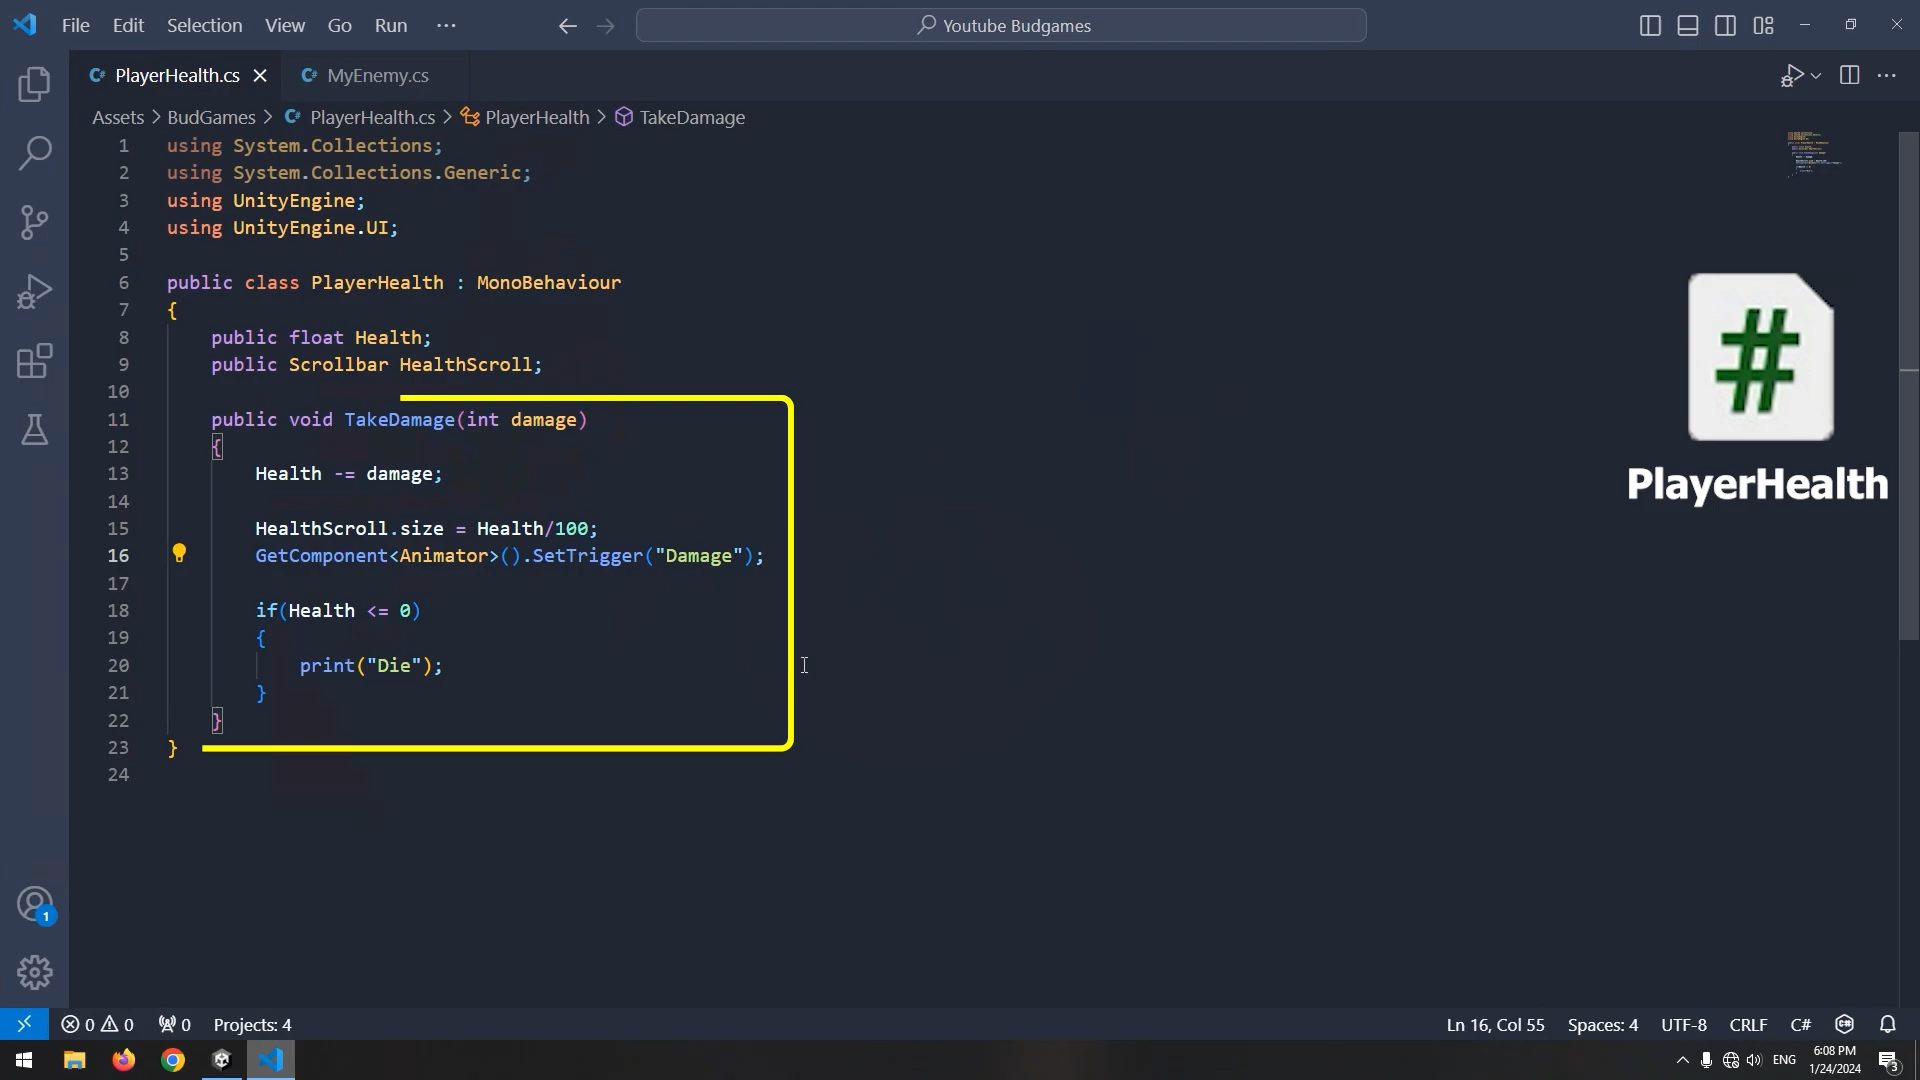 File Edit Selection View Go Run ··· Youtube Budgames
PlayerHealth.cs MyEnemy.cs
Assets > BudGames > PlayerHealth.cs > PlayerHealth > TakeDamage
1 using System.Collections;
2 using System.Collections.Generic;
3 using UnityEngine;
4 using UnityEngine.UI;
5
6 public class PlayerHealth : MonoBehaviour
7 {
8 public float Health;
9 public Scrollbar HealthScroll;
10
11 public void TakeDamage(int damage)
12 {
13 Health -= damage;
14
15 HealthScroll.size = Health/100;
16 GetComponent<Animator>().SetTrigger("Damage");
17
18 if(Health <= 0)
19 {
20 print("Die");
21 }
22 }
23 }
24
#
PlayerHealth
1
0 0 0 Projects: 4 Ln 16, Col 55 Spaces: 4 UTF-8 CRLF C#
ENG 6:08 PM
1/24/2024 3